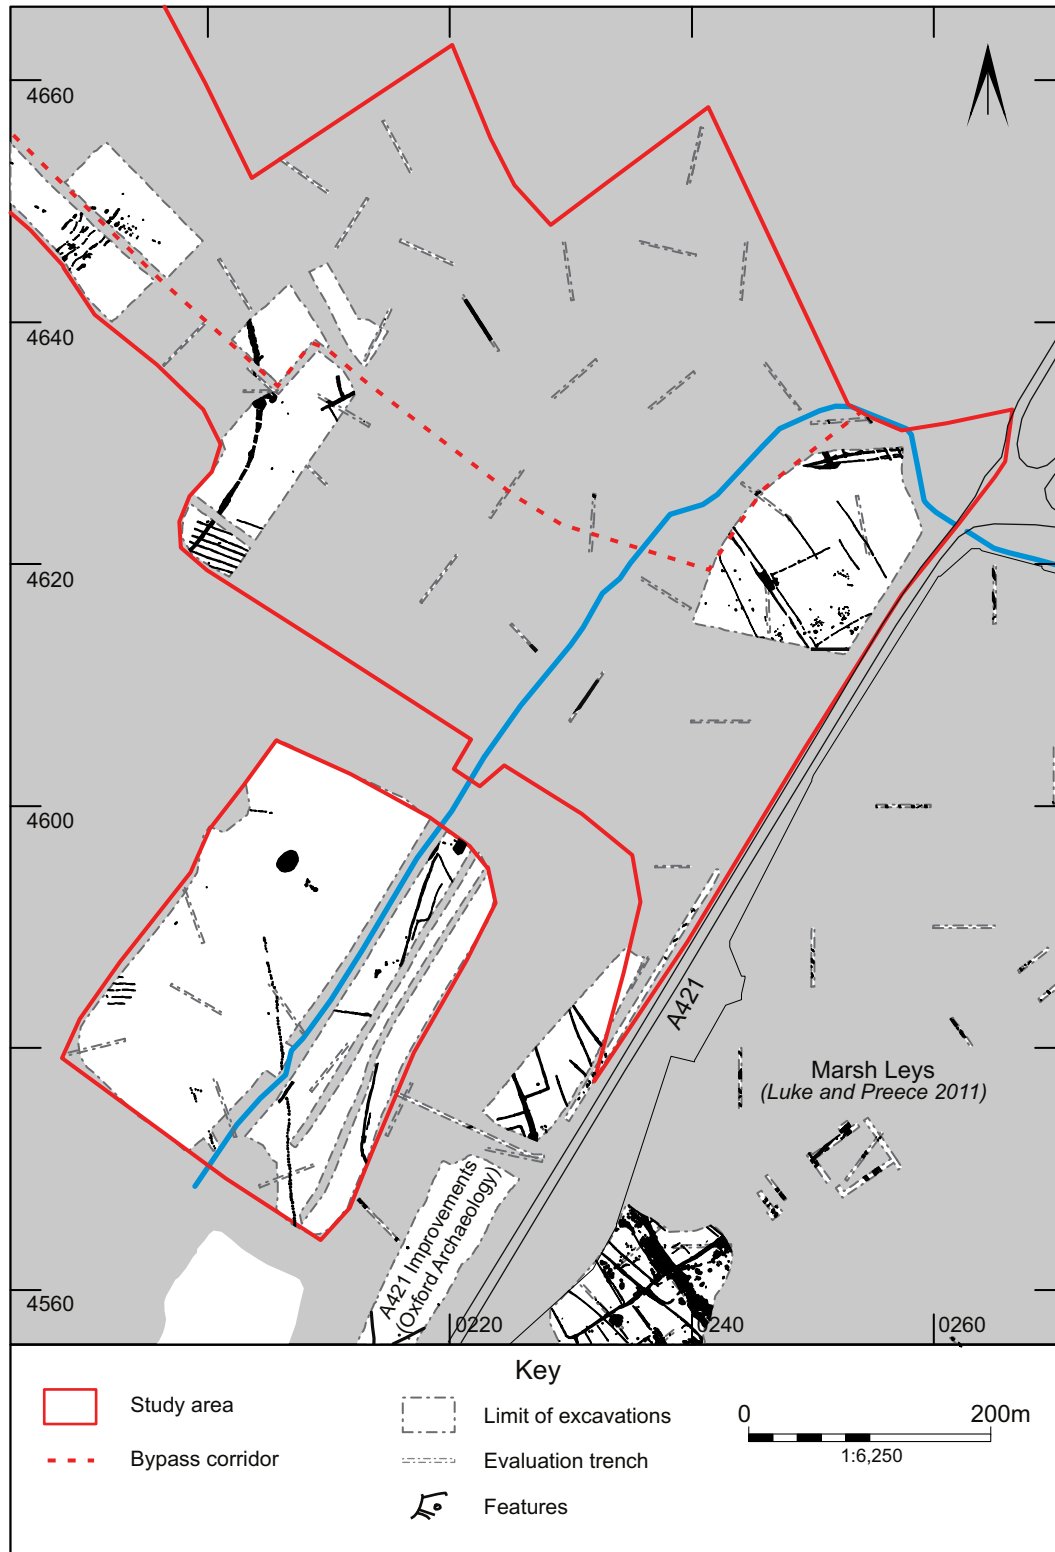 4660
4640
4620
4600
A421
Marsh Leys
(Luke and Preece 2011)
A421 Improvements
(Oxford Archaeology))
4560
0220
0240
0260
Key
Study area
Bypass corridor
Limit of excavations
Evaluation trench
Features
0
200m
1:6,250